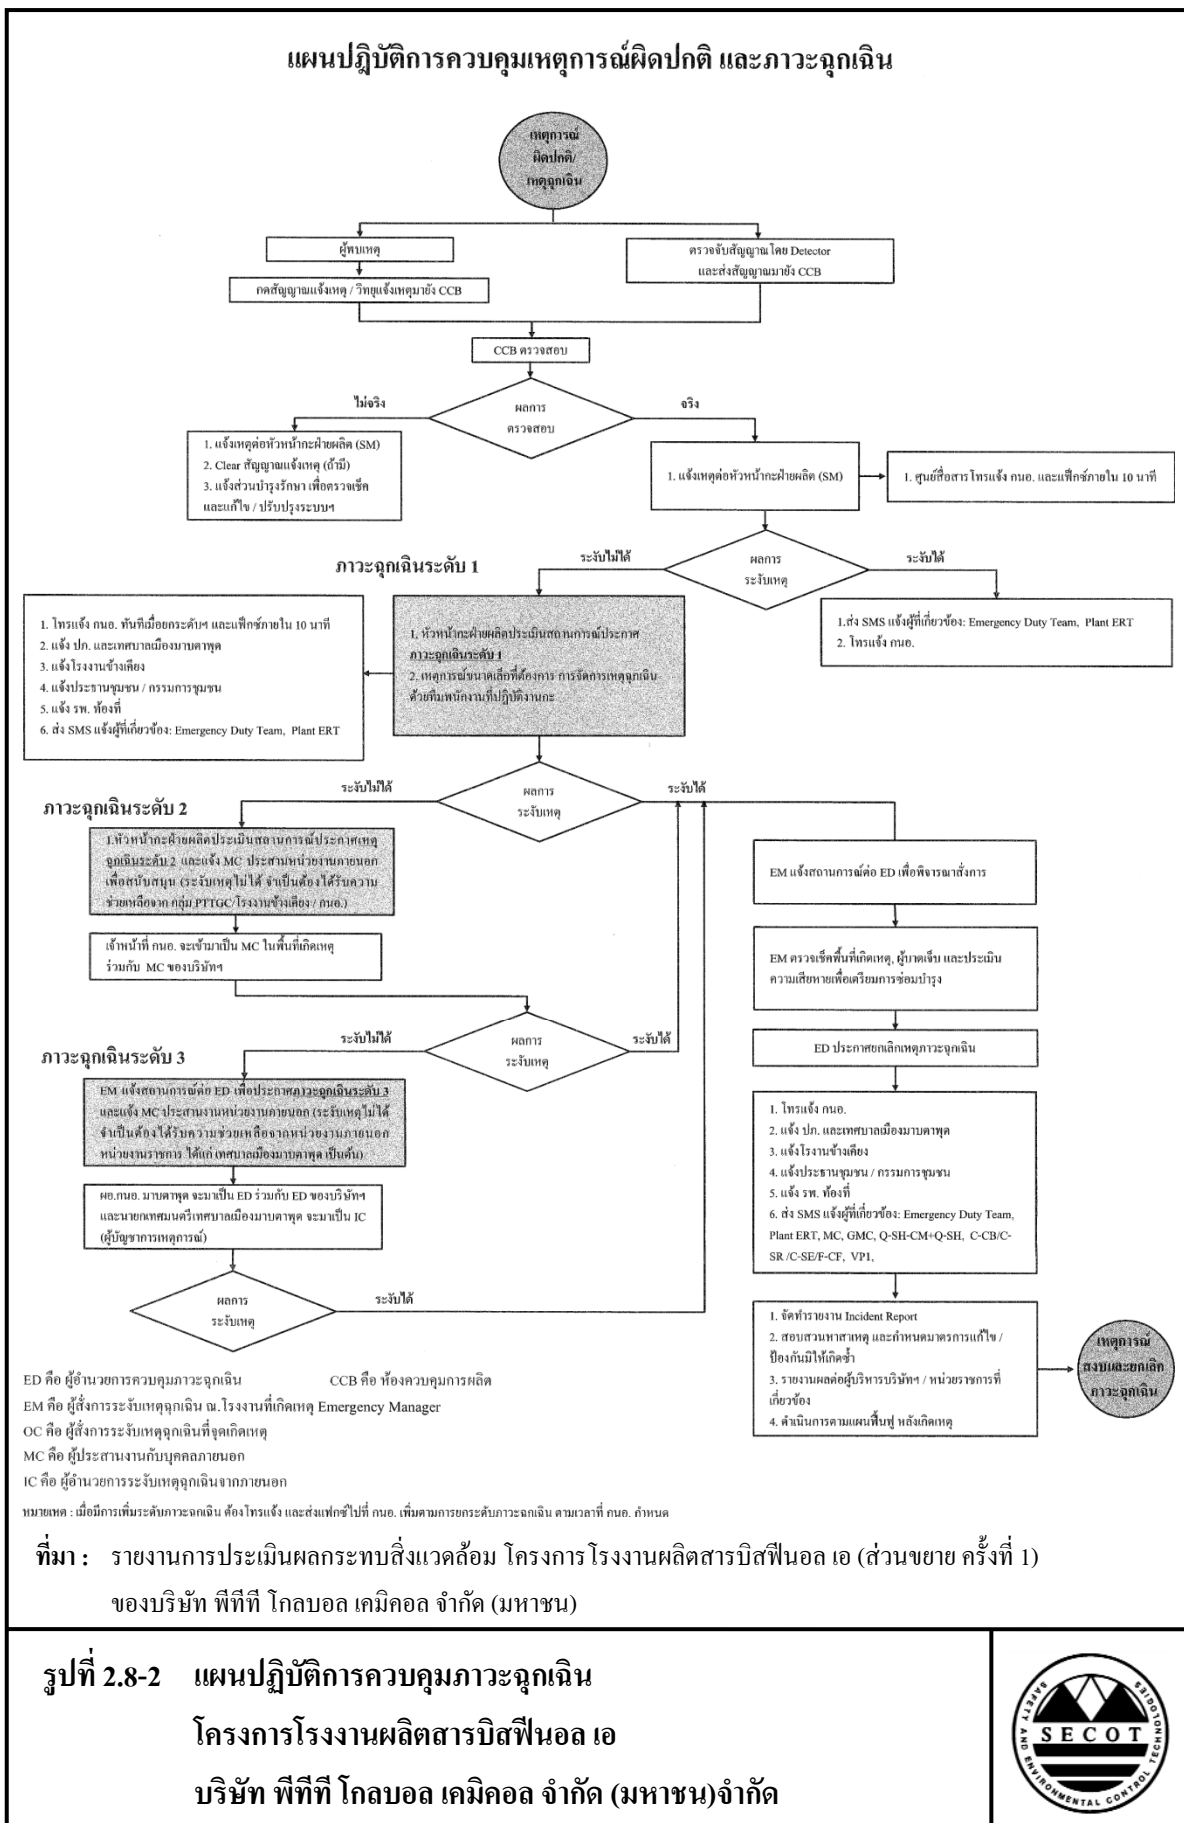 แผนปฏิบัติการควบคุมเหตุการณ์ผิดปกติ และภาวะฉุกเฉิน
เหตุการณ์
ผิดปกติ/
เหตุฉุกเฉิน
ผู้พบเหตุ
ตรวจจับสัญญาณโดย Detector
และส่งสัญญาณมายัง CCB
กดสัญญาณแจ้งเหตุ / วิทยุแจ้งเหตุมายัง CCB
CCB ตรวจสอบ
ผลการ
ตรวจสอบ
ไม่จริง
จริง
1. แจ้งเหตุต่อหัวหน้ากะฝ่ายผลิต (SM)
2. Clear สัญญาณแจ้งเหตุ (ถ้ามี)
3. แจ้งส่วนบำรุงรักษา เพื่อตรวจเช็ค
และแก้ไข / ปรับปรุงระบบฯ
1. แจ้งเหตุต่อหัวหน้ากะฝ่ายผลิต (SM)
1. ศูนย์สื่อสารโทรแจ้ง กนอ. และแฟ็กซ์ภายใน 10 นาที
ผลการ
ระงับเหตุ
ระงับไม่ได้
ระงับได้
ภาวะฉุกเฉินระดับ 1
1. โทรแจ้ง กนอ. ทันทีเมื่อยกระดับฯ และแฟ็กซ์ภายใน 10 นาที
2. แจ้ง ปภ. และเทศบาลเมืองมาบตาพุด
3. แจ้งโรงงานข้างเคียง
4. แจ้งประธานชุมชน / กรรมการชุมชน
5. แจ้ง รพ. ท้องที่
6. ส่ง SMS แจ้งผู้ที่เกี่ยวข้อง: Emergency Duty Team, Plant ERT
1. หัวหน้ากะฝ่ายผลิตประเมินสถานการณ์ประกาศ
ภาวะฉุกเฉินระดับ 1
2. เหตุการณ์ขนาดเล็กที่ต้องการ การจัดการเหตุฉุกเฉิน
ด้วยทีมพนักงานที่ปฏิบัติงานกะ
1.ส่ง SMS แจ้งผู้ที่เกี่ยวข้อง: Emergency Duty Team, Plant ERT
2. โทรแจ้ง กนอ.
ผลการ
ระงับเหตุ
ระงับไม่ได้
ระงับได้
ภาวะฉุกเฉินระดับ 2
1.หัวหน้ากะฝ่ายผลิตประเมินสถานการณ์ประกาศเหตุ
ฉุกเฉินระดับ 2 และแจ้ง MC ประสานหน่วยงานภายนอก
เพื่อสนับสนุน (ระงับเหตุไม่ได้ จำเป็นต้องได้รับความ
ช่วยเหลือจาก กลุ่ม PTTGC/โรงงานข้างเคียง / กนอ.)
เจ้าหน้าที่ กนอ. จะเข้ามาเป็น MC ในพื้นที่เกิดเหตุ
ร่วมกับ MC ของบริษัทฯ
EM แจ้งสถานการณ์ต่อ ED เพื่อพิจารณาสั่งการ
EM ตรวจเช็คพื้นที่เกิดเหตุ, ผู้บาดเจ็บ และประเมิน
ความเสียหายเพื่อเตรียมการซ่อมบำรุง
ผลการ
ระงับเหตุ
ระงับไม่ได้
ระงับได้
ED ประกาศยกเลิกเหตุภาวะฉุกเฉิน
ภาวะฉุกเฉินระดับ 3
EM แจ้งสถานการณ์ต่อ ED เพื่อประกาศภาวะฉุกเฉินระดับ 3
และแจ้ง MC ประสานงานหน่วยงานภายนอก (ระงับเหตุไม่ได้
จำเป็นต้องได้รับความช่วยเหลือจากหน่วยงานภายนอก
หน่วยงานราชการ ได้แก่ เทศบาลเมืองมาบตาพุด เป็นต้น)
ผอ.กนอ. มาบตาพุด จะมาเป็น ED ร่วมกับ ED ของบริษัทฯ
และนายกเทศมนตรีเทศบาลเมืองมาบตาพุด จะมาเป็น IC
(ผู้บัญชาการเหตุการณ์)
1. โทรแจ้ง กนอ.
2. แจ้ง ปภ. และเทศบาลเมืองมาบตาพุด
3. แจ้งโรงงานข้างเคียง
4. แจ้งประธานชุมชน / กรรมการชุมชน
5. แจ้ง รพ. ท้องที่
6. ส่ง SMS แจ้งผู้ที่เกี่ยวข้อง: Emergency Duty Team,
Plant ERT, MC, GMC, Q-SH-CM+Q-SH, C-CB/C-
SR /C-SE/F-CF, VP1,
ผลการ
ระงับเหตุ
ระงับได้
1. จัดทำรายงาน Incident Report
2. สอบสวนหาสาเหตุ และกำหนดมาตรการแก้ไข /
ป้องกันมิให้เกิดซ้ำ
3. รายงานผลต่อผู้บริหารบริษัทฯ / หน่วยราชการที่
เกี่ยวข้อง
4. ดำเนินการตามแผนฟื้นฟู หลังเกิดเหตุ
เหตุการณ์
สงบและยกเลิก
ภาวะฉุกเฉิน
ED คือ ผู้อำนวยการควบคุมภาวะฉุกเฉิน
CCB คือ ห้องควบคุมการผลิต
EM คือ ผู้สั่งการระงับเหตุฉุกเฉิน ณ.โรงงานที่เกิดเหตุ Emergency Manager
OC คือ ผู้สั่งการระงับเหตุฉุกเฉินที่จุดเกิดเหตุ
MC คือ ผู้ประสานงานกับบุคคลภายนอก
IC คือ ผู้อำนวยการระงับเหตุฉุกเฉินจากภายนอก
หมายเหตุ : เมื่อมีการเพิ่มระดับภาวะฉุกเฉิน ต้องโทรแจ้ง และส่งแฟกซ์ไปที่ กนอ. เพิ่มตามการยกระดับภาวะฉุกเฉิน ตามเวลาที่ กนอ. กำหนด
ที่มา : รายงานการประเมินผลกระทบสิ่งแวดล้อม โครงการโรงงานผลิตสารบิสฟีนอล เอ (ส่วนขยาย ครั้งที่ 1)
ของบริษัท พีทีที โกลบอล เคมิคอล จำกัด (มหาชน)
รูปที่ 2.8-2 แผนปฏิบัติการควบคุมภาวะฉุกเฉิน
โครงการโรงงานผลิตสารบิสฟีนอล เอ
บริษัท พีทีที โกลบอล เคมิคอล จำกัด (มหาชน)จำกัด
SECOT
SAFETY AND ENVIRONMENTAL CONTROL TECHNOLOGIES